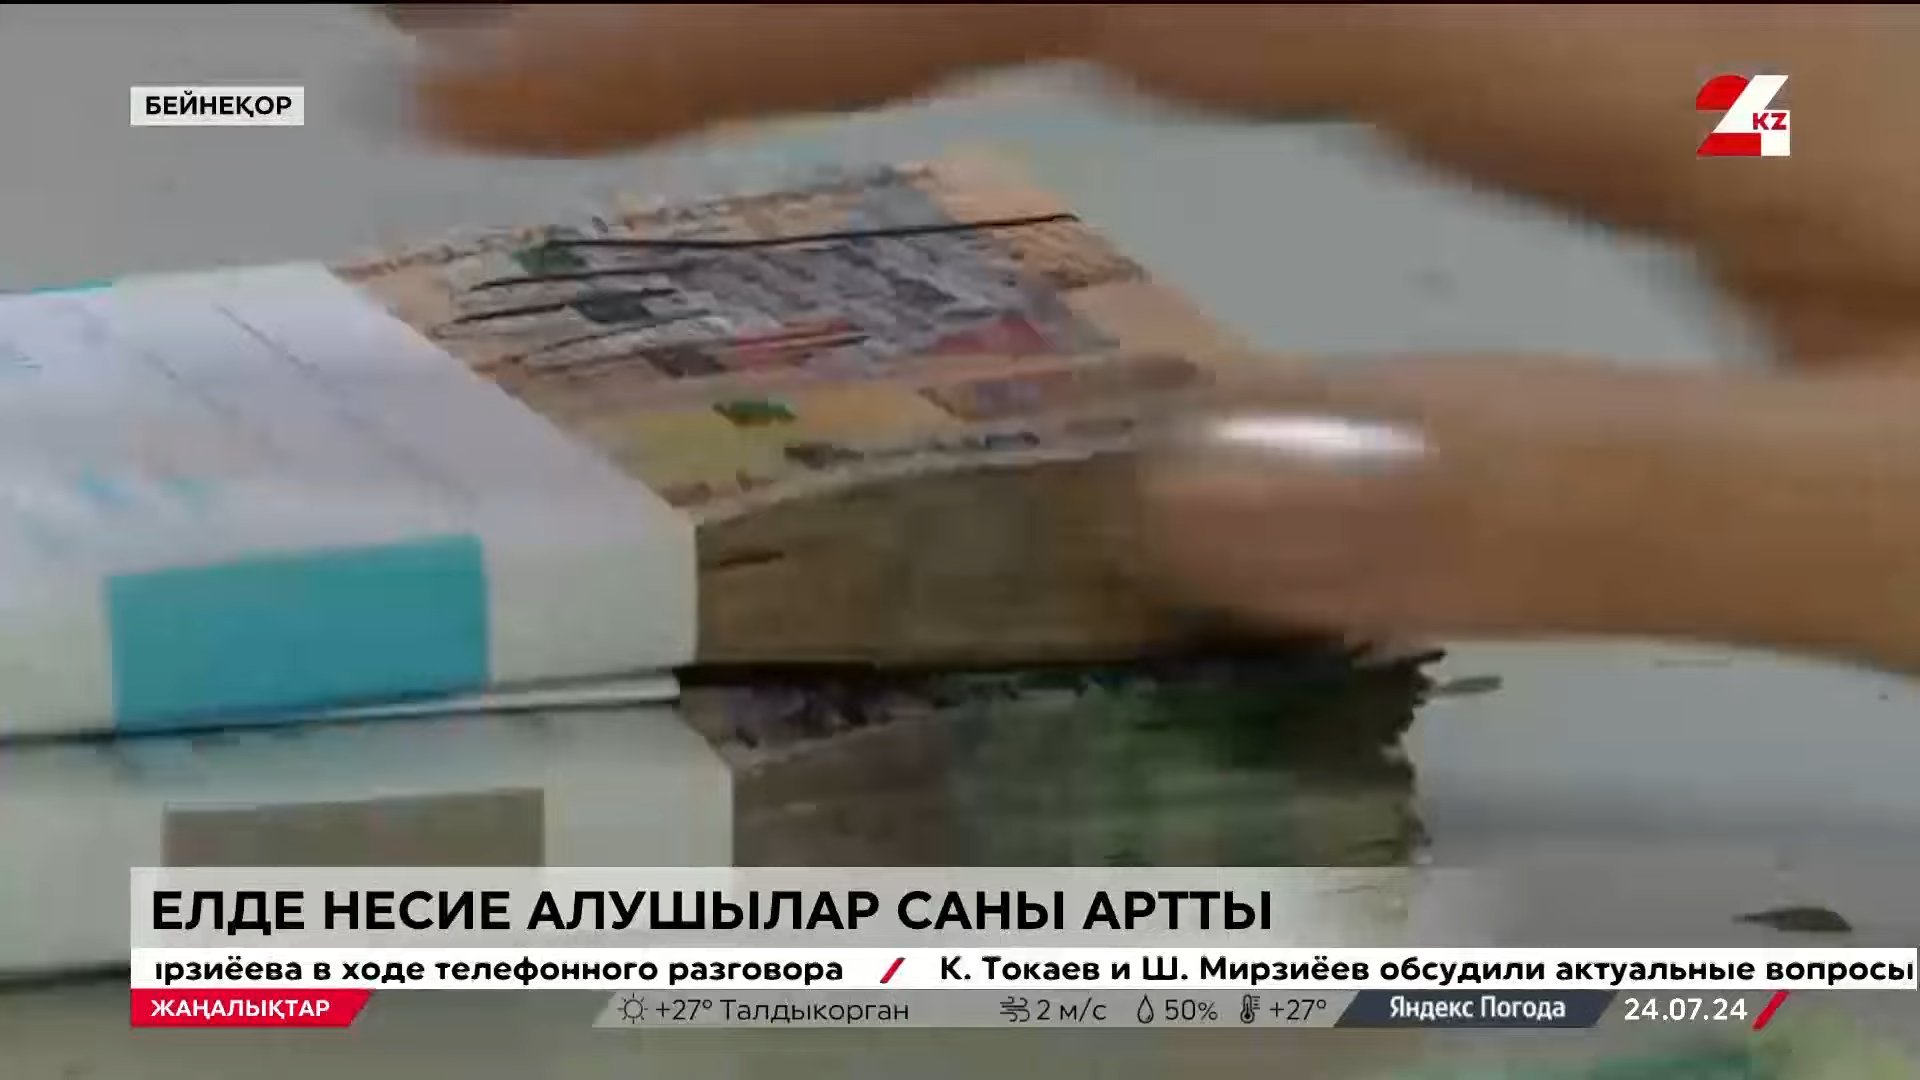 БЕЙНЕҚОР
24 KZ
ЕЛДЕ НЕСИЕ АЛУШЫЛАР САНЫ АРТТЫ
в ходе телефонного разговора / К. Токаев и Ш. Мирзиёев обсудили актуальные вопросы
ЖАҢАЛЫҚТАР
+27° Талдыкорган 2 м/с 50% +27° Яндекс Погода 24.07.24